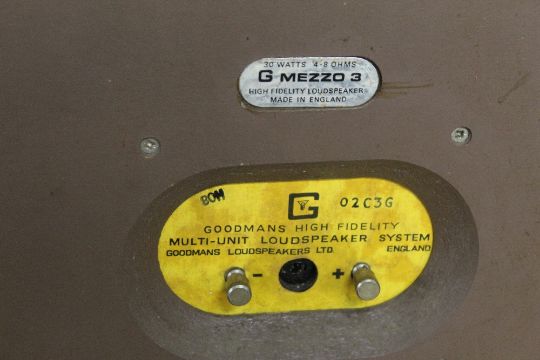 30 WATTS 4-8 OHMS
G MEZZO 3
HIGH FIDELITY LOUDSPEAKER
MADE IN ENGLAND
G 02C3G
GOODMANS HIGH FIDELITY
MULTI-UNIT LOUDSPEAKER SYSTEM
GOODMANS LOUDSPEAKERS LTD. ENGLAND
- +